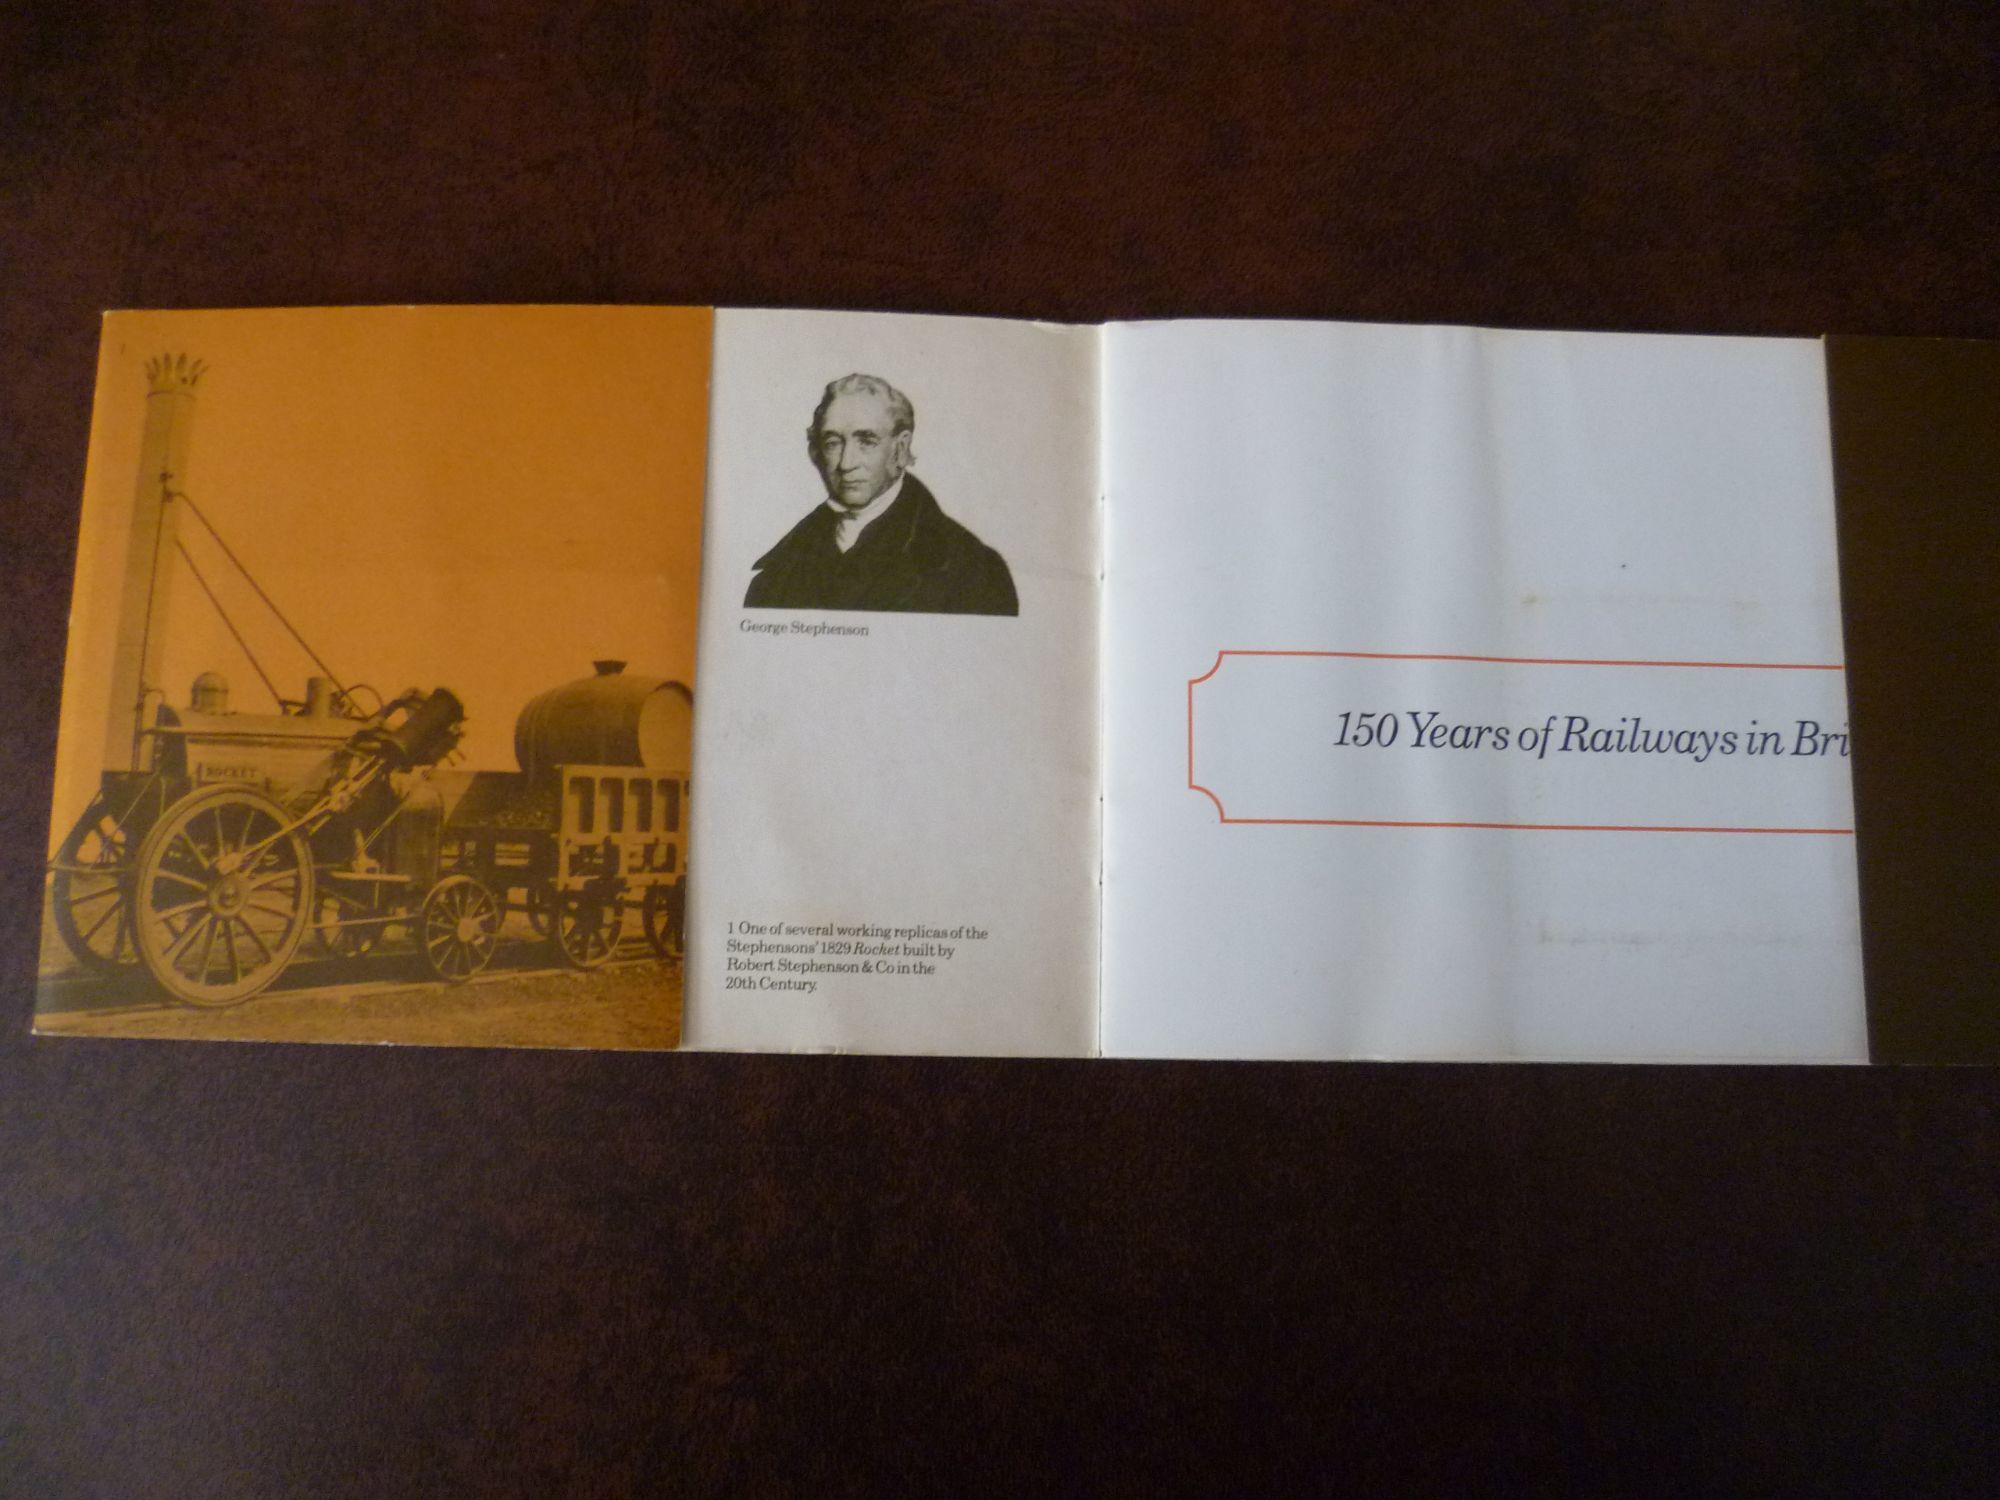 ROCKET
George Stephenson
1 One of several working replicas of the
Stephensons' 1829 Rocket built by
Robert Stephenson & Co in the
20th Century.
150 Years of Railways in Bri